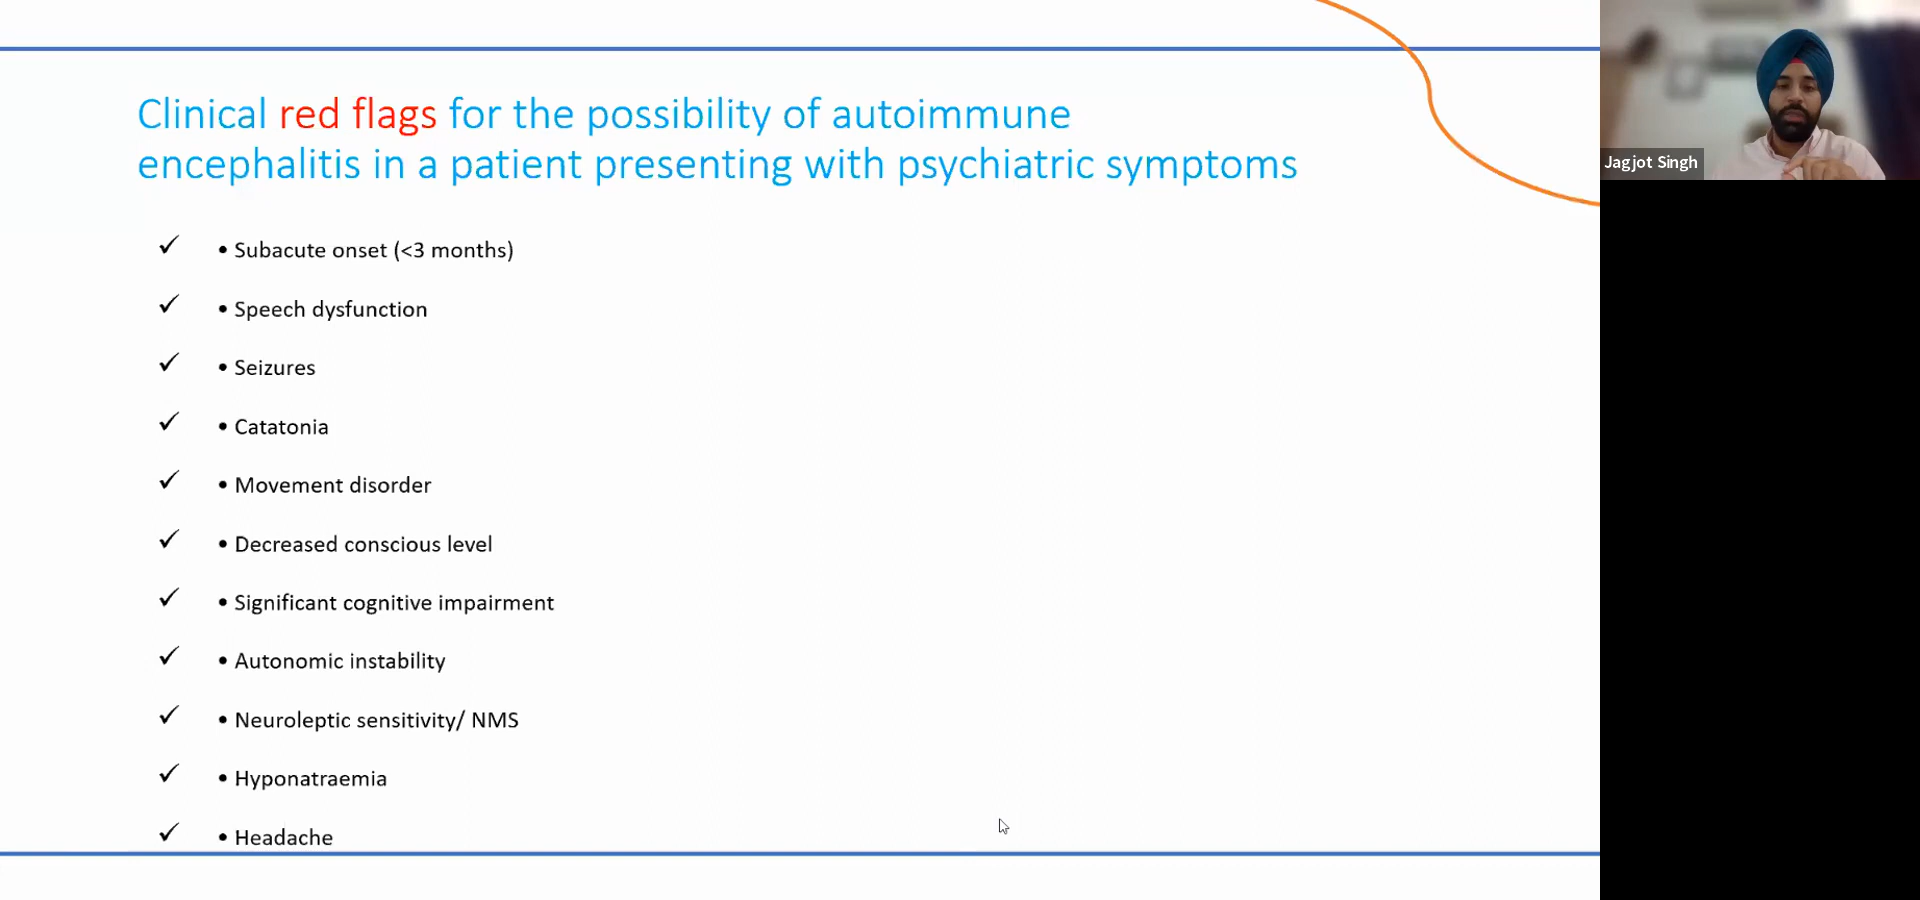 Clinical red flags for the possibility of autoimmune
encephalitis in a patient presenting with psychiatric symptoms
✓ • Subacute onset (<3 months)
✓ • Speech dysfunction
✓ • Seizures
✓ • Catatonia
✓ • Movement disorder
✓ • Decreased conscious level
✓ • Significant cognitive impairment
✓ • Autonomic instability
✓ • Neuroleptic sensitivity/ NMS
✓ • Hyponatraemia
✓ • Headache
Jagjot Singh